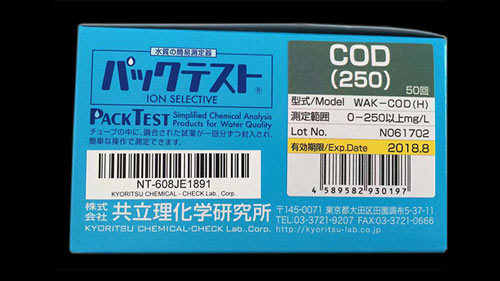 水質の簡易測定器
パックテスト®
ION SELECTIVE
PACKTEST Simplified Chemical Analysis
Products for Water Quality
チューブの中に、調合された試薬が一回分ずつ封入され、
簡単な操作で測定できます。
NT-608JE1891
KYORITSU CHEMICAL - CHECK Lab., Corp.
COD
(250)
50回
型式/Model WAK-COD(H)
測定範囲 0-250以上mg/L
Lot No. N061702
有効期限/Exp.Date 2018.8
4 589582 930197
株式会社 共立理化学研究所
KYORITSU CHEMICAL-CHECK Lab.,Corp.
〒145-0071 東京都大田区田園調布5-37-11
TEL.03-3721-9207 FAX.03-3721-0666
http://kyoritsu-lab.co.jp